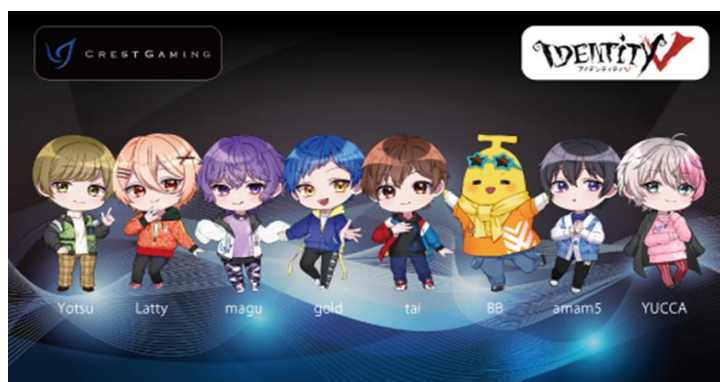 CRESTGAMING
IDENTITY V
アイデンティティV
Yotsu
Latty
magu
gold
tai
BB
amam5
YUCCA